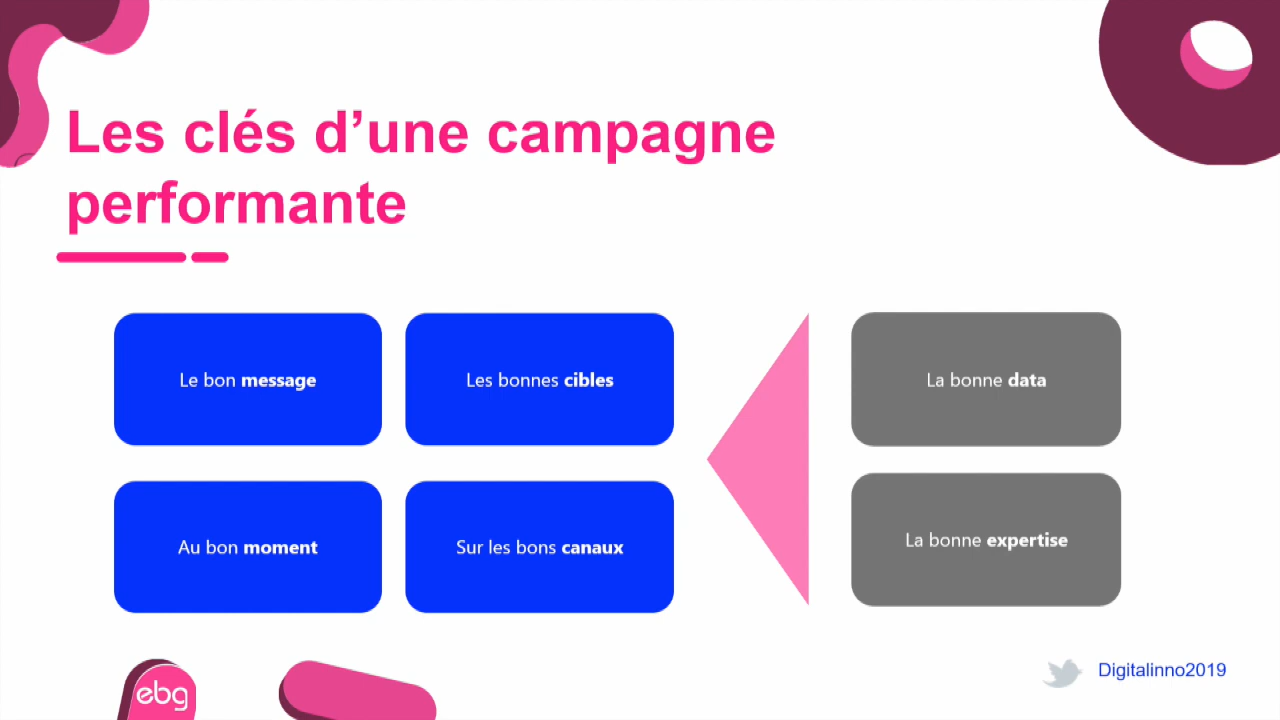 Les clés d’une campagne
performante
Le bon message
Les bonnes cibles
La bonne data
Au bon moment
Sur les bons canaux
La bonne expertise
ebg
Digitalinno2019